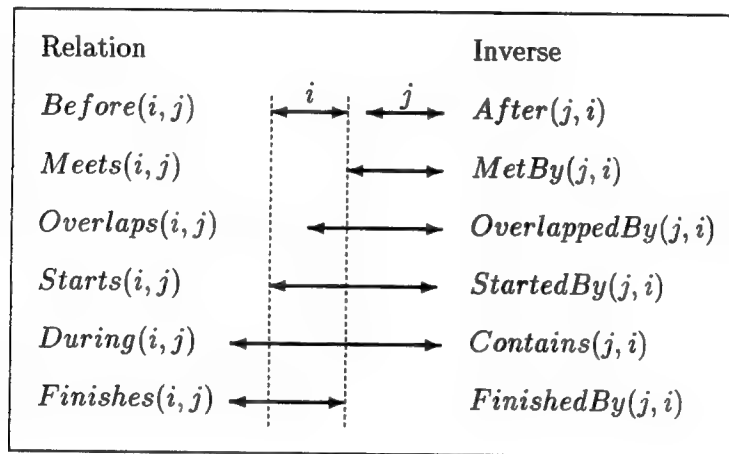 Relation Inverse
Before(i, j) i j After(j, i)
Meets(i, j) MetBy(j, i)
Overlaps(i, j) OverlappedBy(j, i)
Starts(i, j) StartedBy(j, i)
During(i, j) Contains(j, i)
Finishes(i, j) FinishedBy(j, i)